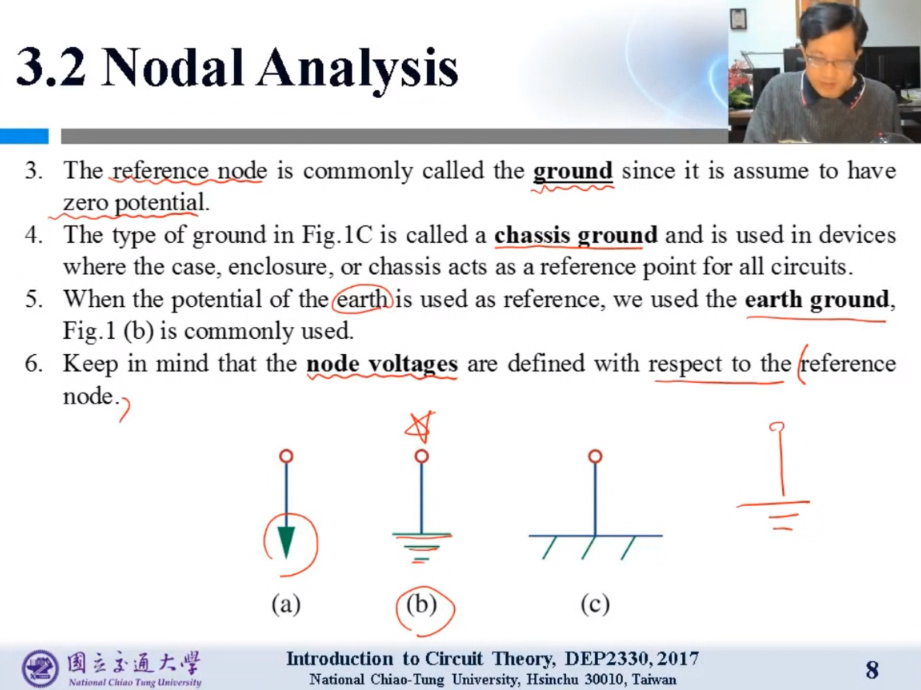 3.2 Nodal Analysis
3. The reference node is commonly called the ground since it is assume to have
zero potential.
4. The type of ground in Fig.1C is called a chassis ground and is used in devices
where the case, enclosure, or chassis acts as a reference point for all circuits.
5. When the potential of the earth is used as reference, we used the earth ground,
Fig.1 (b) is commonly used.
6. Keep in mind that the node voltages are defined with respect to the reference
node.
(a) (b) (c)
國立交通大學
National Chiao Tung University
Introduction to Circuit Theory, DEP2330, 2017
National Chiao-Tung University, Hsinchu 30010, Taiwan
8